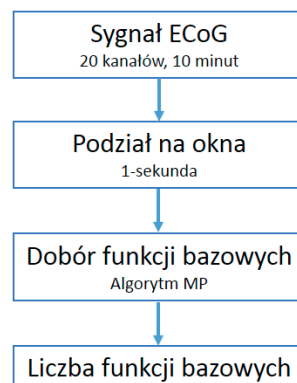 Sygnał ECoG
20 kanałów, 10 minut
Podział na okna
1-sekunda
Dobór funkcji bazowych
Algorytm MP
Liczba funkcji bazowych